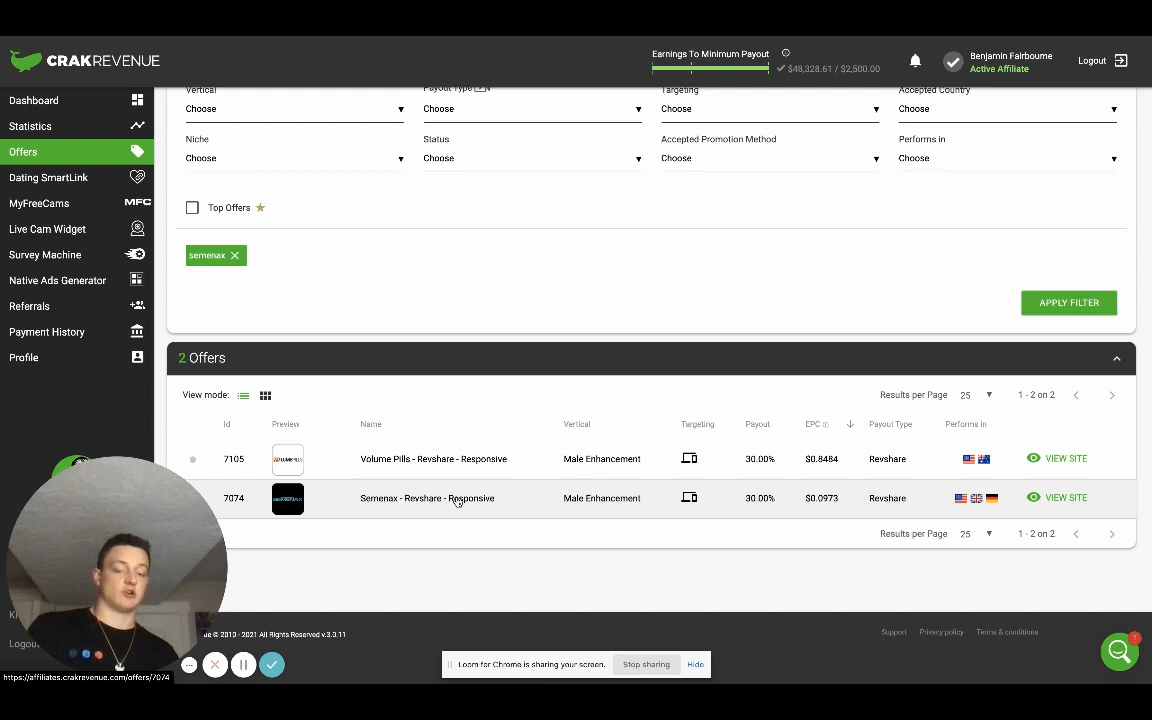 CRAKREVENUE
Earnings To Minimum Payout
$48,328.61 / $2,500.00
Benjamin Fairbourne
Active Affiliate
Logout
Dashboard
Statistics
Offers
Dating SmartLink
MyFreeCams MFC
Live Cam Widget
Survey Machine
Native Ads Generator
Referrals
Payment History
Profile
Vertical Payout Type Targeting Accepted Country
Choose Choose Choose Choose
Niche Status Accepted Promotion Method Performs in
Choose Choose Choose Choose
Top Offers
semenax
APPLY FILTER
2 Offers
View mode: Results per Page 25 1 - 2 on 2
Id Preview Name Vertical Targeting Payout EPC Payout Type Performs in
7105 Volume Pills - Revshare - Responsive Male Enhancement 30.00% $0.8484 Revshare VIEW SITE
7074 SEMENAX Semenax - Revshare - Responsive Male Enhancement 30.00% $0.0973 Revshare VIEW SITE
Results per Page 25 1 - 2 on 2
© 2010 - 2021 All Rights Reserved v.3.0.11
Support Privacy policy Terms & conditions
Logout
1
Loom for Chrome is sharing your screen. Stop sharing Hide
https://affiliates.crakrevenue.com/offers/7074